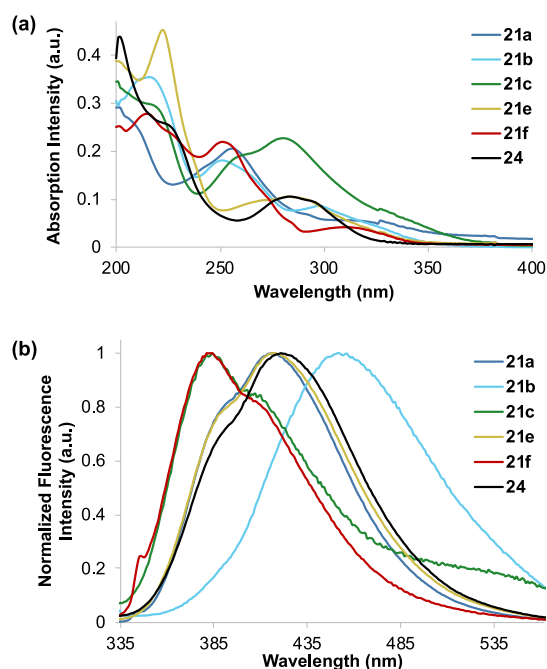 (a)
Absorption Intensity (a.u.)
0.4
0.3
0.2
0.1
0
200
250
300
350
400
Wavelength (nm)
21a
21b
21c
21e
21f
24
(b)
Normalized Fluorescence
Intensity (a.u.)
1
0.8
0.6
0.4
0.2
0
335
385
435
485
535
Wavelength (nm)
21a
21b
21c
21e
21f
24